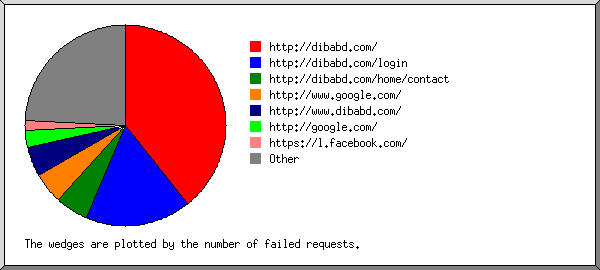 http://dibabd.com/
http://dibabd.com/login
http://dibabd.com/home/contact
http://www.google.com/
http://www.dibabd.com/
http://google.com/
https://l.facebook.com/
Other
The wedges are plotted by the number of failed requests.